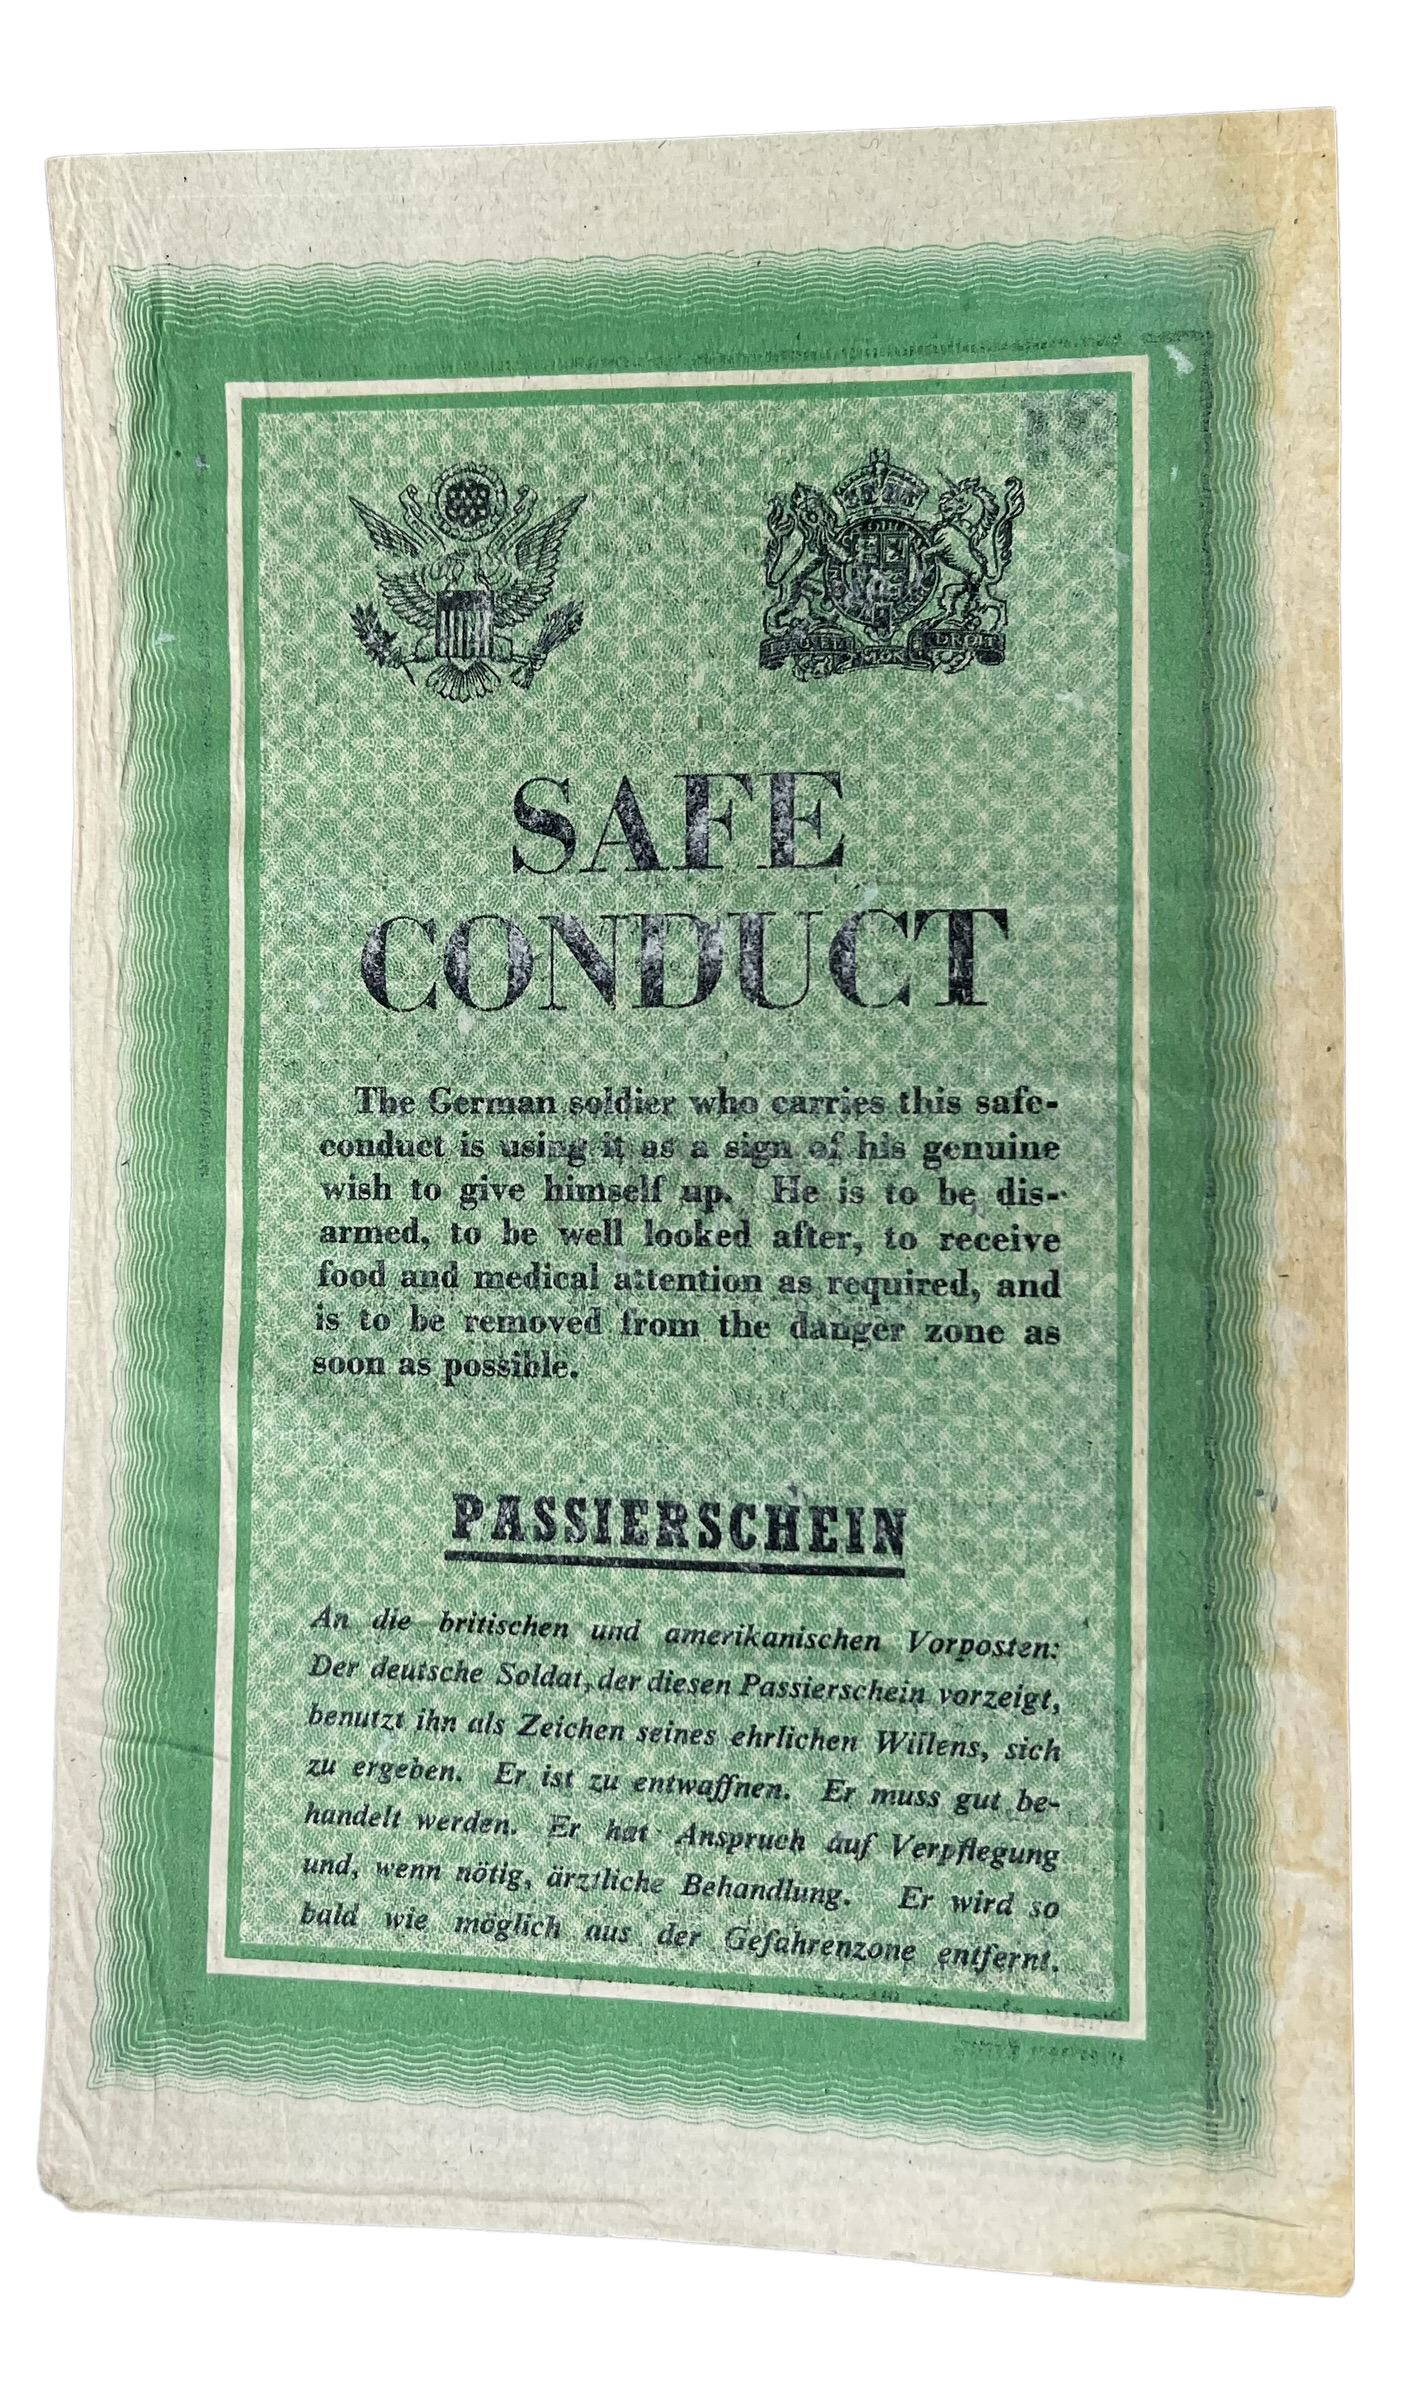 SAFE
CONDUCT
The German soldier who carries this safe-
conduct is using it as a sign of his genuine
wish to give himself up. He is to be dis-
armed, to be well looked after, to receive
food and medical attention as required, and
is to be removed from the danger zone as
soon as possible.
PASSIERSCHEIN
An die britischen und amerikanischen Vorposten:
Der deutsche Soldat, der diesen Passierschein vorzeigt,
benutzt ihn als Zeichen seines ehrlichen Willens, sich
zu ergeben. Er ist zu entwaffnen. Er muss gut be-
handelt werden. Er hat Anspruch auf Verpflegung
und, wenn nötig, ärztliche Behandlung. Er wird so
bald wie möglich aus der Gefahrenzone entfernt.